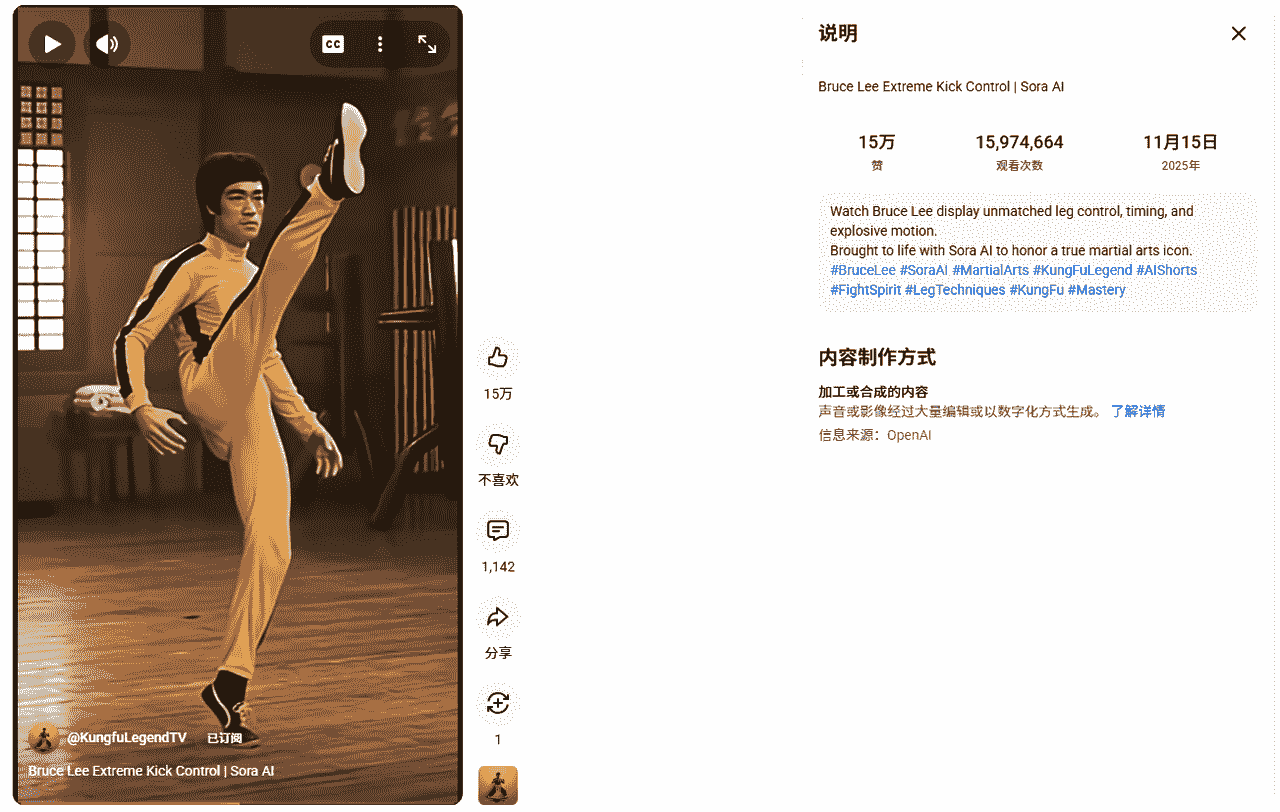 CC
15万
不喜欢
1,142
分享
1
@KungfuLegendTV 已订阅
Bruce Lee Extreme Kick Control | Sora AI
说明
Bruce Lee Extreme Kick Control | Sora AI
15万 15,974,664 11月15日
赞 观看次数 2025年
Watch Bruce Lee display unmatched leg control, timing, and
explosive motion.
Brought to life with Sora AI to honor a true martial arts icon.
#BruceLee #SoraAI #MartialArts #KungFuLegend #AIShorts
#FightSpirit #LegTechniques #KungFu #Mastery
内容制作方式
加工或合成的内容
声音或影像经过大量编辑或以数字化方式生成。 了解详情
信息来源：OpenAI